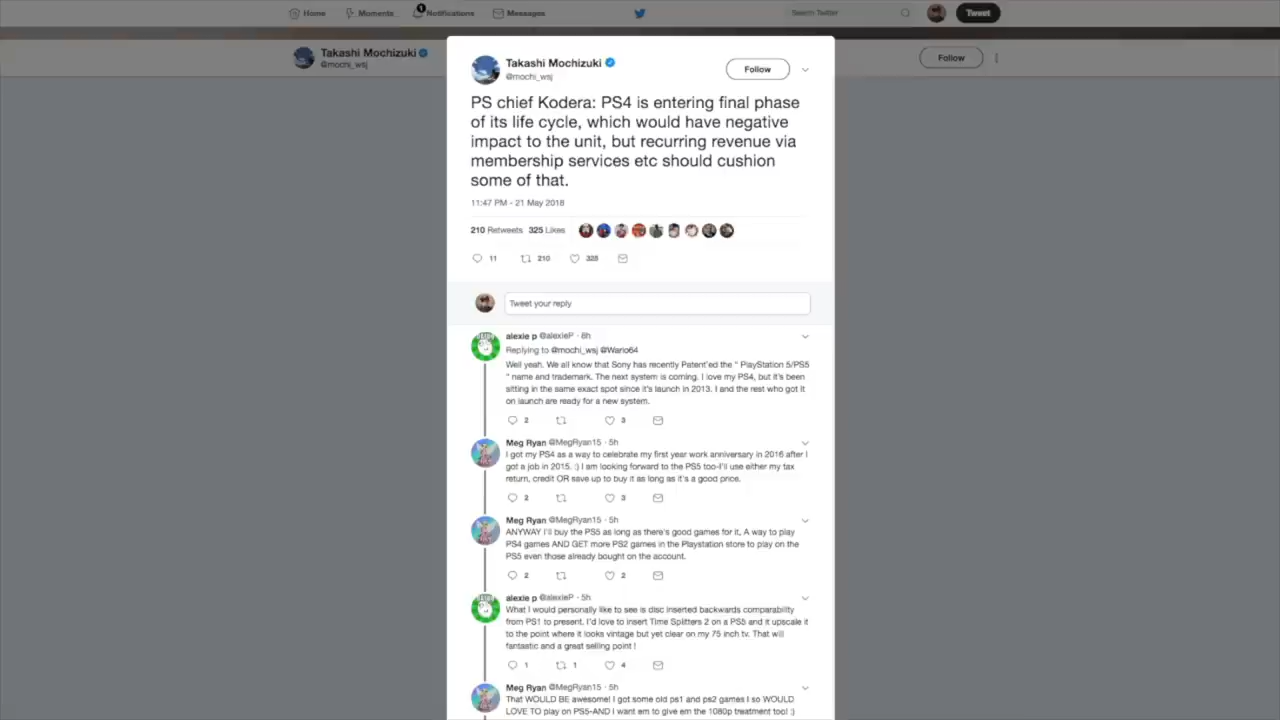 Home Moments Notifications 1 Messages Search Twitter Tweet
Takashi Mochizuki
@mochi_wsj
Follow
Takashi Mochizuki
@mochi_wsj
Follow
PS chief Kodera: PS4 is entering final phase
of its life cycle, which would have negative
impact to the unit, but recurring revenue via
membership services etc should cushion
some of that.
11:47 PM - 21 May 2018
210 Retweets 325 Likes
11 210 325
Tweet your reply
alexie p @alexieP · 6h
Replying to @mochi_wsj @Wario64
Well yeah. We all know that Sony has recently Patent'ed the " PlayStation 5/PS5
" name and trademark. The next system is coming. I love my PS4, but it's been
sitting in the same exact spot since it's launch in 2013. I and the rest who got it
on launch are ready for a new system.
2 3
Meg Ryan @MegRyan15 · 5h
I got my PS4 as a way to celebrate my first year work anniversary in 2016 after I
got a job in 2015. :) I am looking forward to the PS5 too-I'll use either my tax
return, credit OR save up to buy it as long as it's a good price.
2 3
Meg Ryan @MegRyan15 · 5h
ANYWAY I'll buy the PS5 as long as there's good games for it, A way to play
PS4 games AND GET more PS2 games in the Playstation store to play on the
PS5 even those already bought on the account.
2 2
alexie p @alexieP · 5h
What I would personally like to see is disc inserted backwards comparability
from PS1 to present. I'd love to insert Time Splitters 2 on a PS5 and it upscale it
to the point where it looks vintage but yet clear on my 75 inch tv. That will
fantastic and a great selling point !
1 1 4
Meg Ryan @MegRyan15 · 5h
That WOULD BE awesome! I got some old ps1 and ps2 games I so WOULD
LOVE TO play on PS5-AND I want em to give em the 1080p treatment too! :)